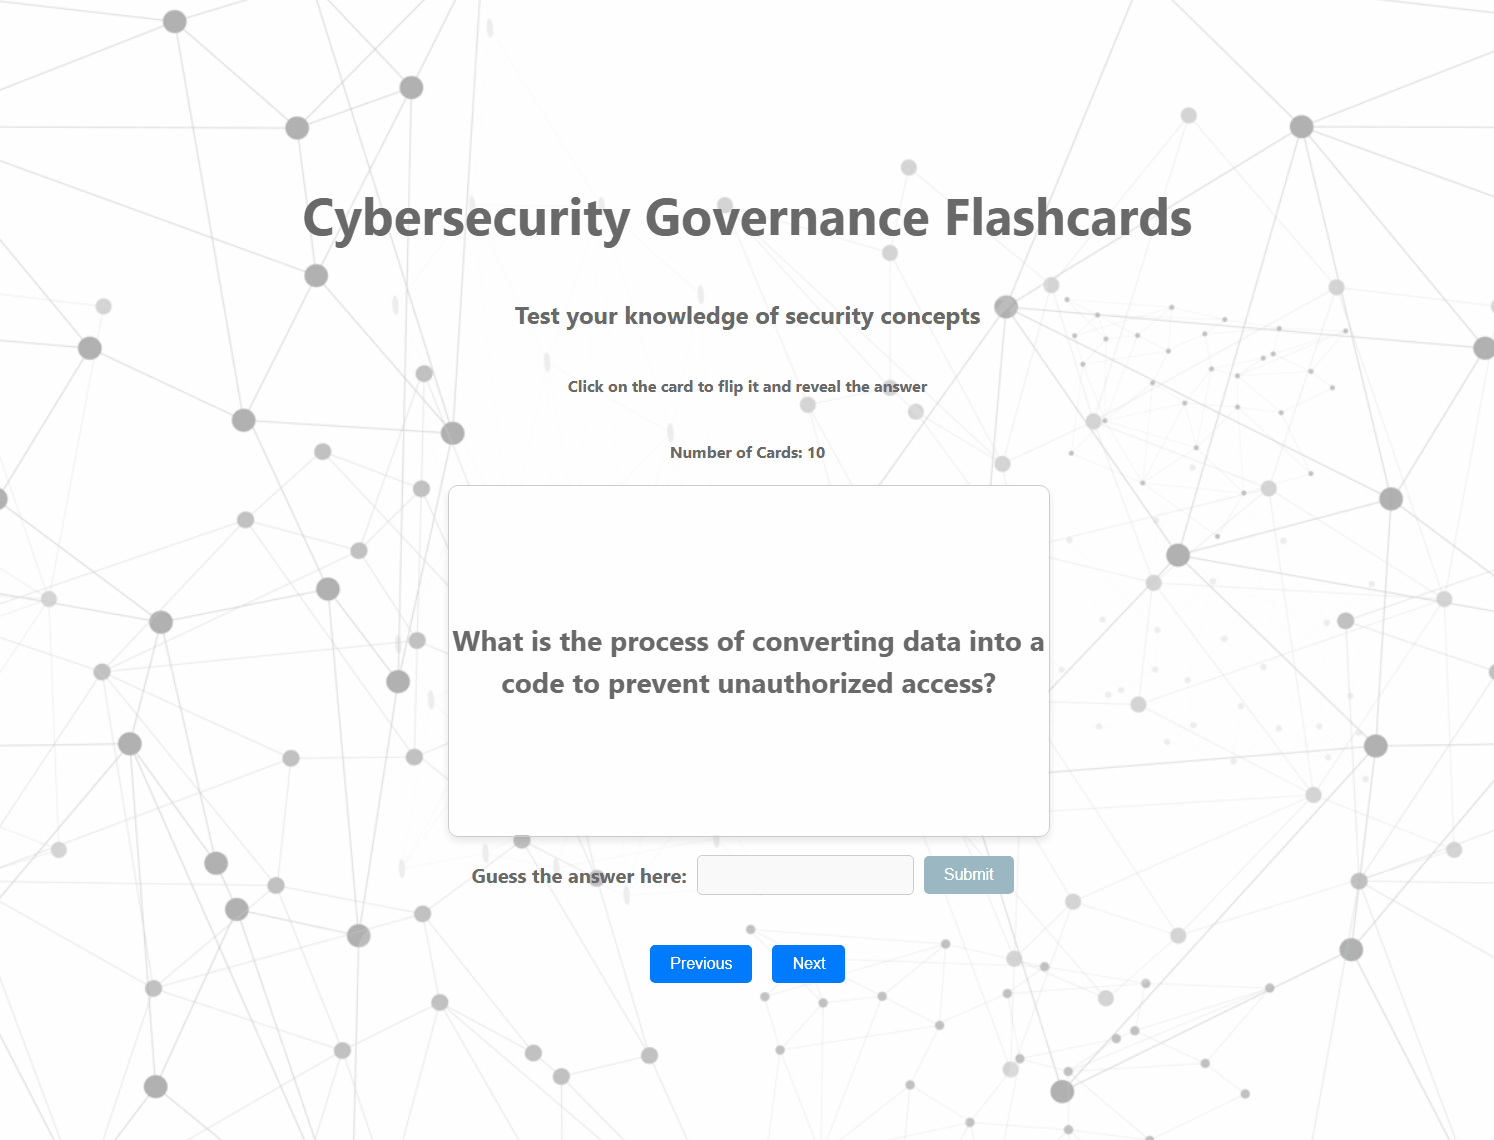 Cybersecurity Governance Flashcards
Test your knowledge of security concepts
Click on the card to flip it and reveal the answer
Number of Cards: 10
What is the process of converting data into a
code to prevent unauthorized access?
Guess the answer here:
Submit
Previous
Next